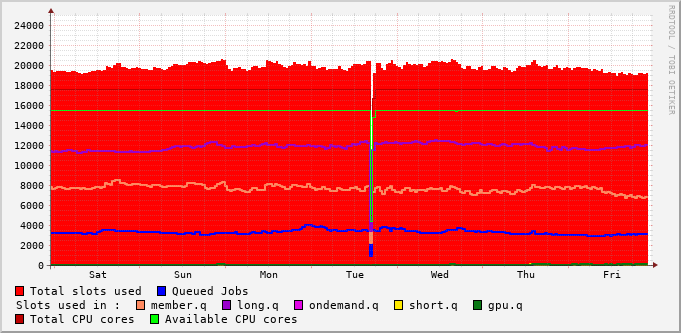 24000
22000
20000
18000
16000
14000
12000
10000
8000
6000
4000
2000
0
Sat Sun Mon Tue Wed Thu Fri
Total slots used Queued Jobs
Slots used in : member.q long.q ondemand.q short.q gpu.q
Total CPU cores Available CPU cores
RRDTOOL / TOBI OETIKER